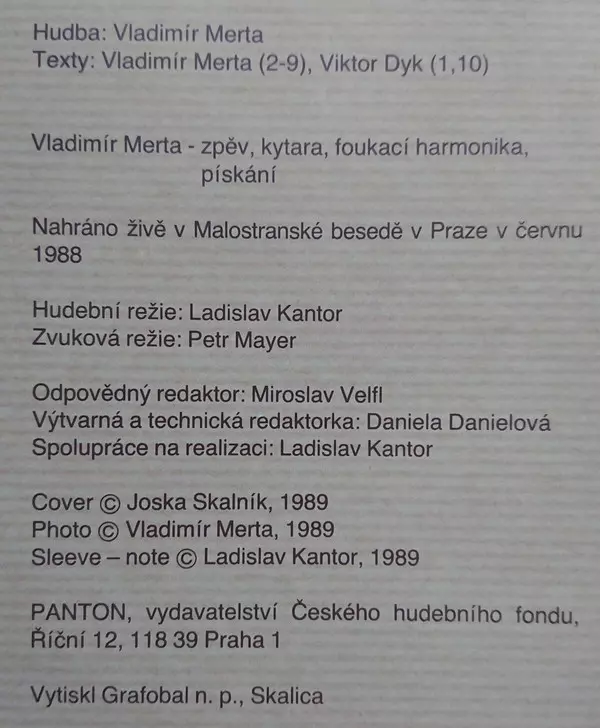 Hudba: Vladimír Merta
Texty: Vladimír Merta (2-9), Viktor Dyk (1,10)
Vladimír Merta - zpěv, kytara, foukací harmonika,
pískání
Nahráno živě v Malostranské besedě v Praze v červnu
1988
Hudební režie: Ladislav Kantor
Zvuková režie: Petr Mayer
Odpovědný redaktor: Miroslav Velfl
Výtvarná a technická redaktorka: Daniela Danielová
Spolupráce na realizaci: Ladislav Kantor
Cover © Joska Skalník, 1989
Photo © Vladimír Merta, 1989
Sleeve – note © Ladislav Kantor, 1989
PANTON, vydavatelství Českého hudebního fondu,
Říční 12, 118 39 Praha 1
Vytiskl Grafobal n. p., Skalica